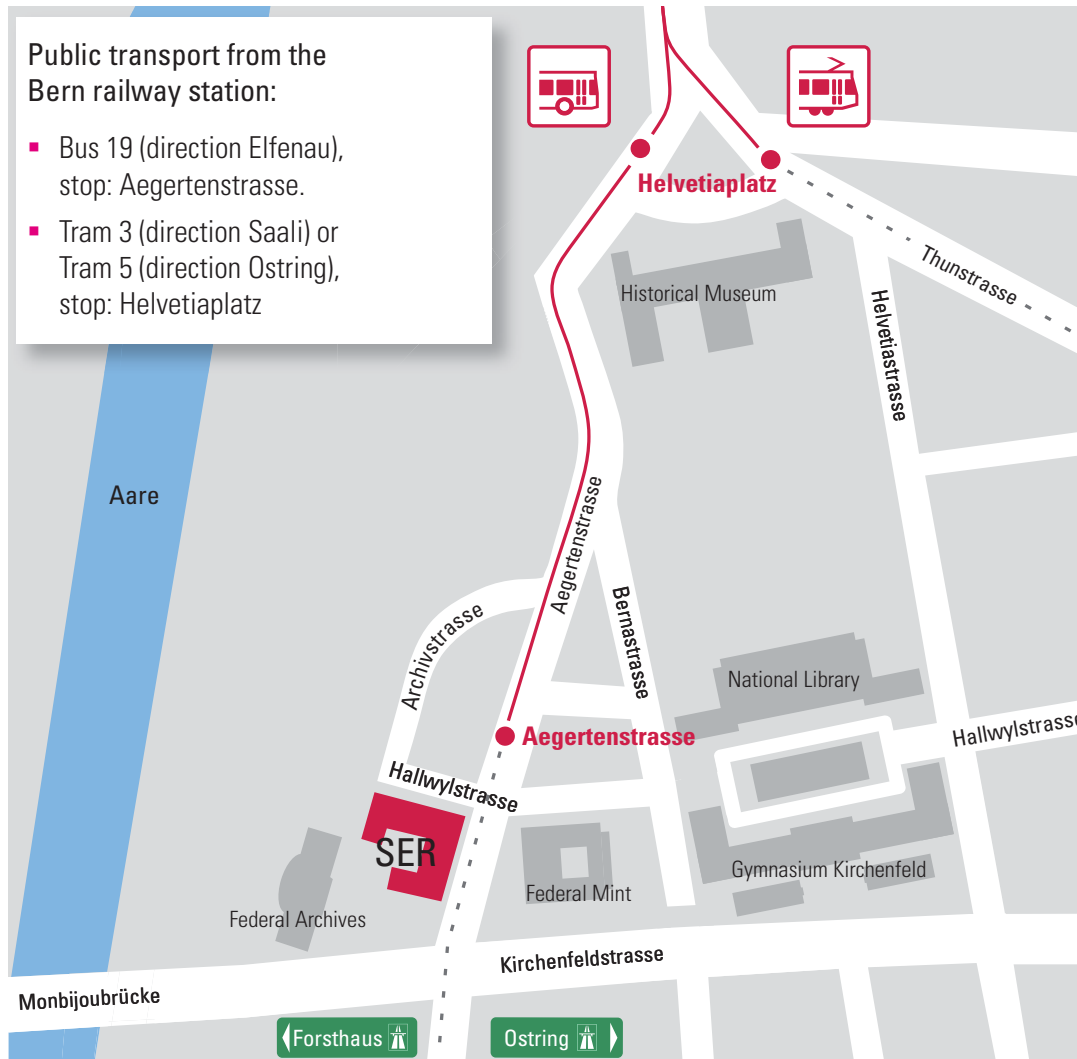 Public transport from the
Bern railway station:
▪ Bus 19 (direction Elfenau),
stop: Aegertenstrasse.
▪ Tram 3 (direction Saali) or
Tram 5 (direction Ostring),
stop: Helvetiaplatz
Helvetiaplatz
Thunstrasse
Historical Museum
Helvetiastrasse
Aare
Aegertenstrasse
Bernastrasse
Archivstrasse
National Library
Aegertenstrasse
Hallwylstrasse
Hallwylstrasse
SER
Gymnasium Kirchenfeld
Federal Mint
Federal Archives
Kirchenfeldstrasse
Monbijoubrücke
Forsthaus
Ostring